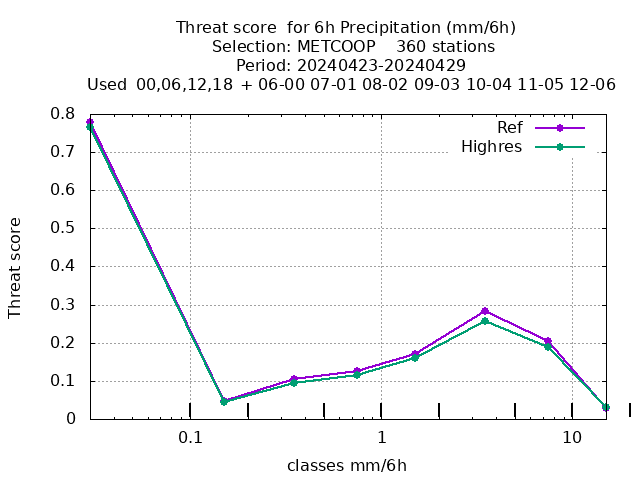 Threat score  for 6h Precipitation (mm/6h)
Selection: METCOOP    360 stations
Period: 20240423-20240429
Used  00,06,12,18 + 06-00 07-01 08-02 09-03 10-04 11-05 12-06
Ref
Highres
0.8
0.7
0.6
0.5
0.4
0.3
0.2
0.1
0
Threat score
0.1 1 10
classes mm/6h